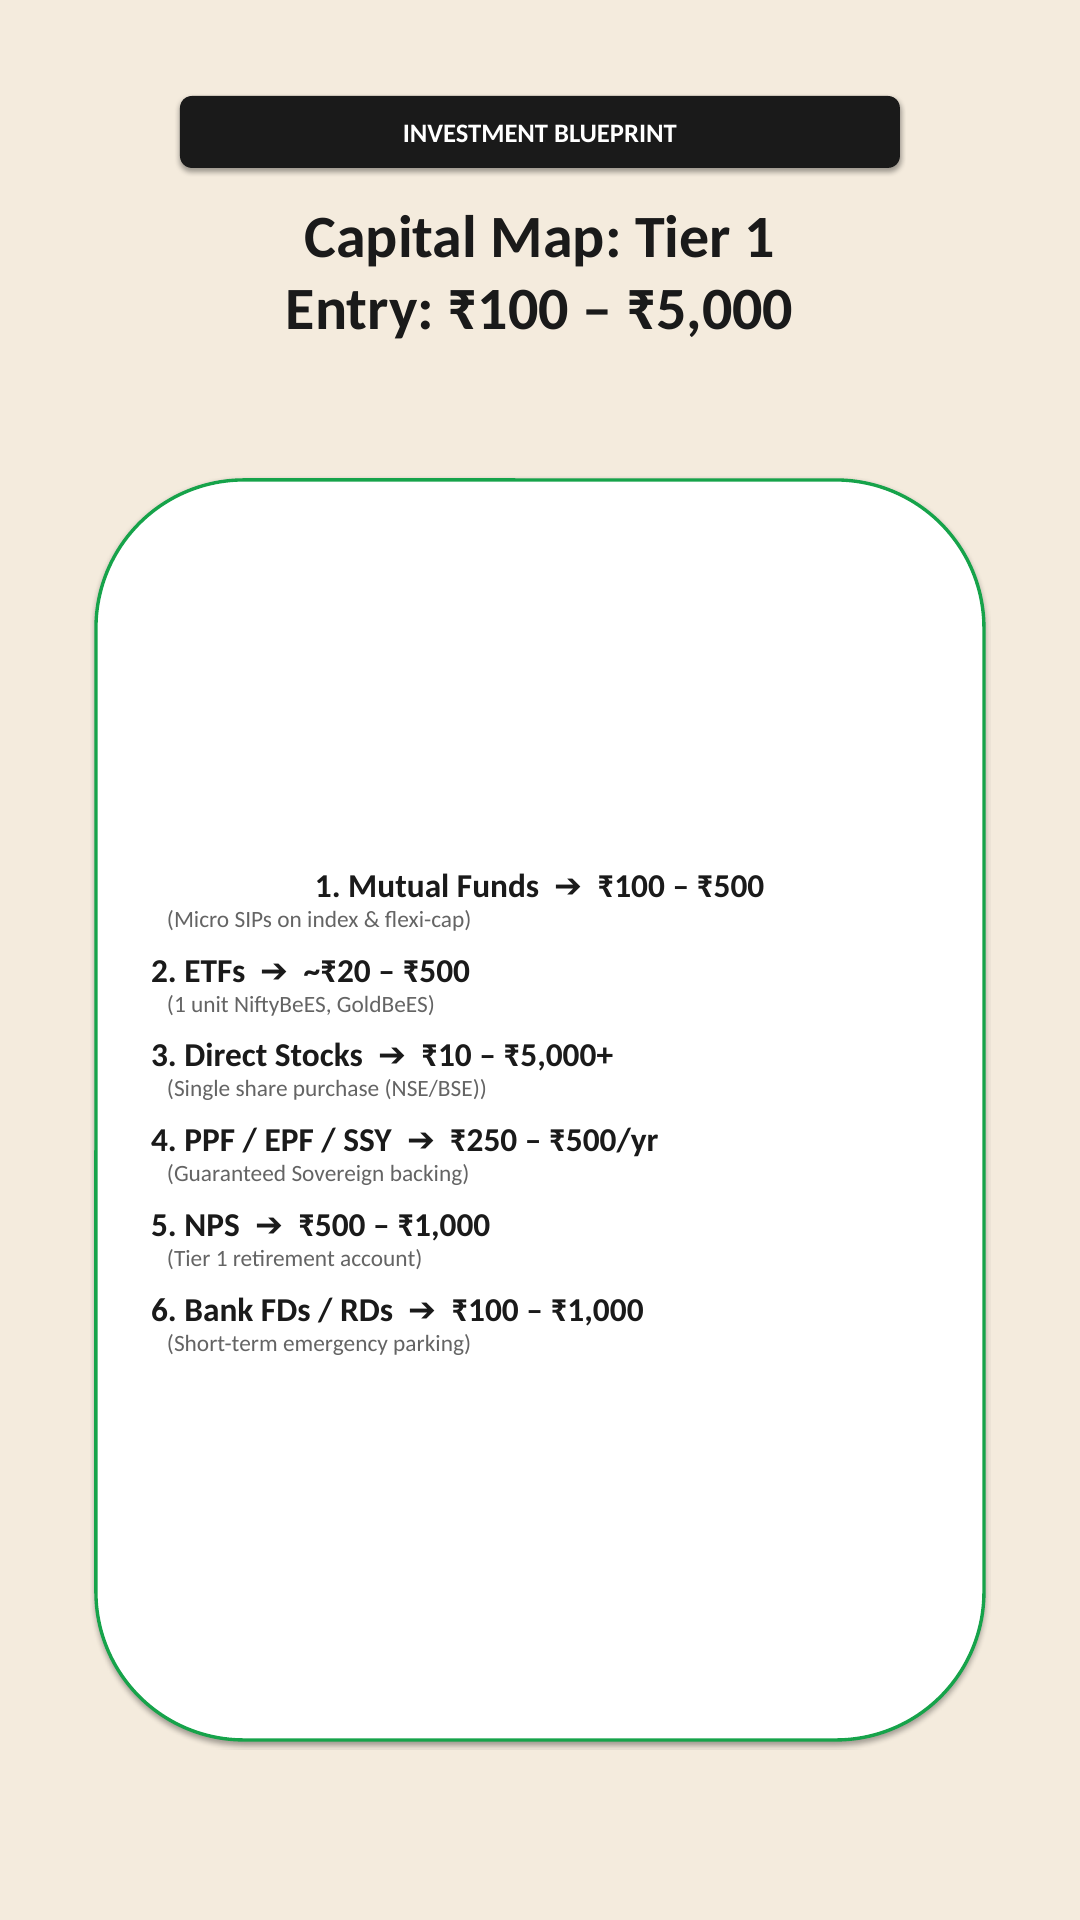 INVESTMENT BLUEPRINT
Capital Map: Tier 1
Entry: ₹100 – ₹5,000
1. Mutual Funds ➔ ₹100 – ₹500
(Micro SIPs on index & flexi-cap)
2. ETFs ➔ ~₹20 – ₹500
(1 unit NiftyBeES, GoldBeES)
3. Direct Stocks ➔ ₹10 – ₹5,000+
(Single share purchase (NSE/BSE))
4. PPF / EPF / SSY ➔ ₹250 – ₹500/yr
(Guaranteed Sovereign backing)
5. NPS ➔ ₹500 – ₹1,000
(Tier 1 retirement account)
6. Bank FDs / RDs ➔ ₹100 – ₹1,000
(Short-term emergency parking)